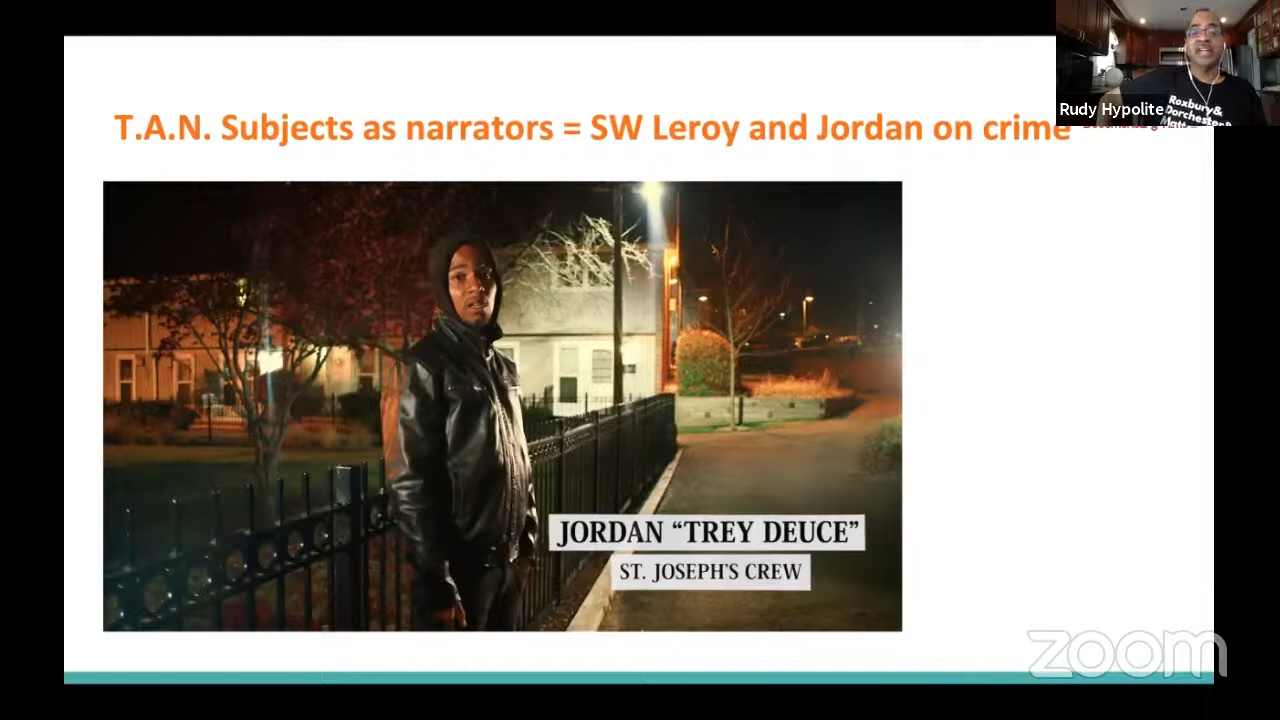 T.A.N. Subjects as narrators = SW Leroy and Jordan on crime
Rudy Hypolite
Roxbury&
Dorchester&
JORDAN “TREY DEUCE”
ST. JOSEPH'S CREW
zoom